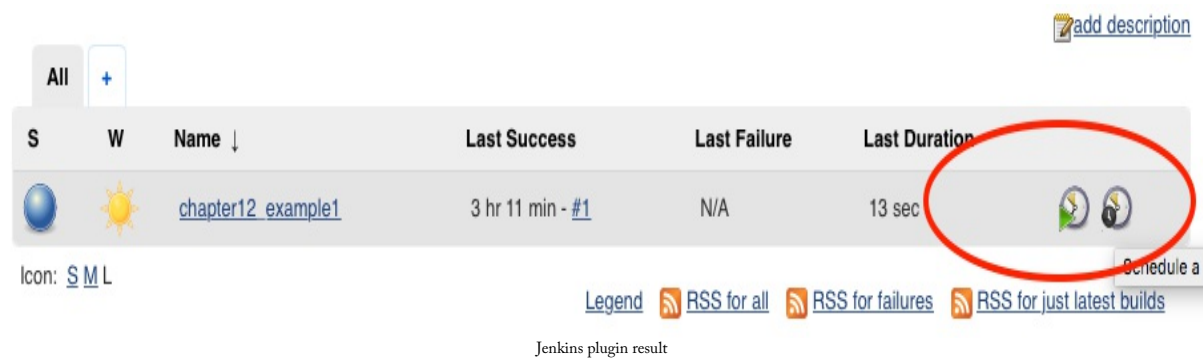 add description
All +
S W Name ↓ Last Success Last Failure Last Duration
chapter12_example1 3 hr 11 min - #1 N/A 13 sec
Schedule a
Icon: S M L
Legend RSS for all RSS for failures RSS for just latest builds
Jenkins plugin result